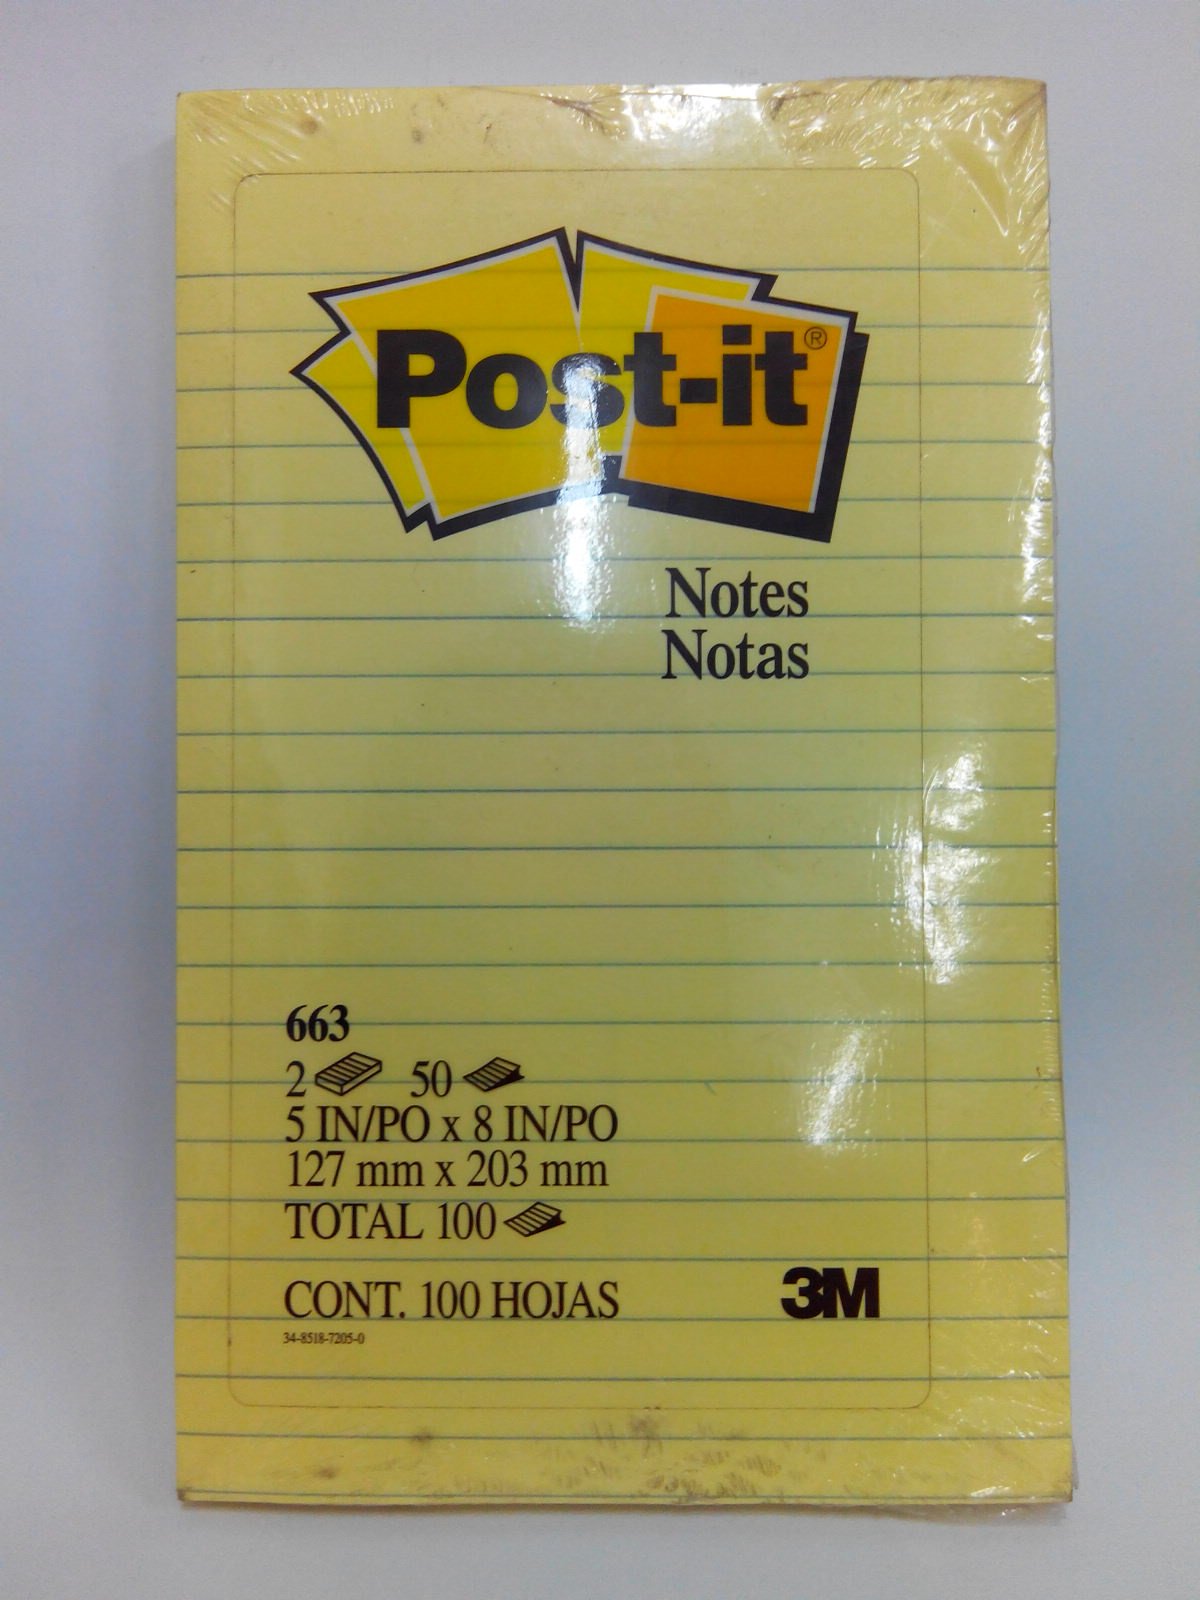 Post-it®
Notes
Notas
663
2 50
5 IN/PO x 8 IN/PO
127 mm x 203 mm
TOTAL 100
CONT. 100 HOJAS
3M
34-8518-7205-0